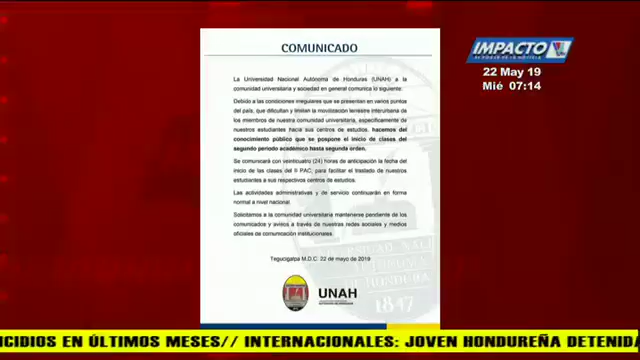 COMUNICADO
IMPACTO
22 May 19
Mié 07:14
La Universidad Nacional Autónoma de Honduras (UNAH) a la
comunidad universitaria y sociedad en general comunica lo siguiente:
Debido a las condiciones irregulares que se presentan en varios puntos
del país, que dificultan y limitan la movilización terrestre interurbana de
los miembros de nuestra comunidad universitaria, específicamente de
nuestros estudiantes hacia sus centros de estudios, hacemos del
conocimiento público que se pospone el inicio de clases del
segundo periodo académico hasta segunda orden.
Se comunicará con veinticuatro (24) horas de anticipación la fecha del
inicio de las clases del II PAC, para facilitar el traslado de nuestros
estudiantes a sus respectivos centros de estudios.
Las actividades administrativas y de servicio continuarán en forma
normal a nivel nacional.
Solicitamos a la comunidad universitaria mantenerse pendiente de los
comunicados y avisos a través de nuestras redes sociales y medios
oficiales de comunicación institucionales.
Tegucigalpa M.D.C. 22 de mayo de 2019
UNAH
1847
ICIDIOS EN ÚLTIMOS MESES// INTERNACIONALES: JOVEN HONDUREÑA DETENIDA